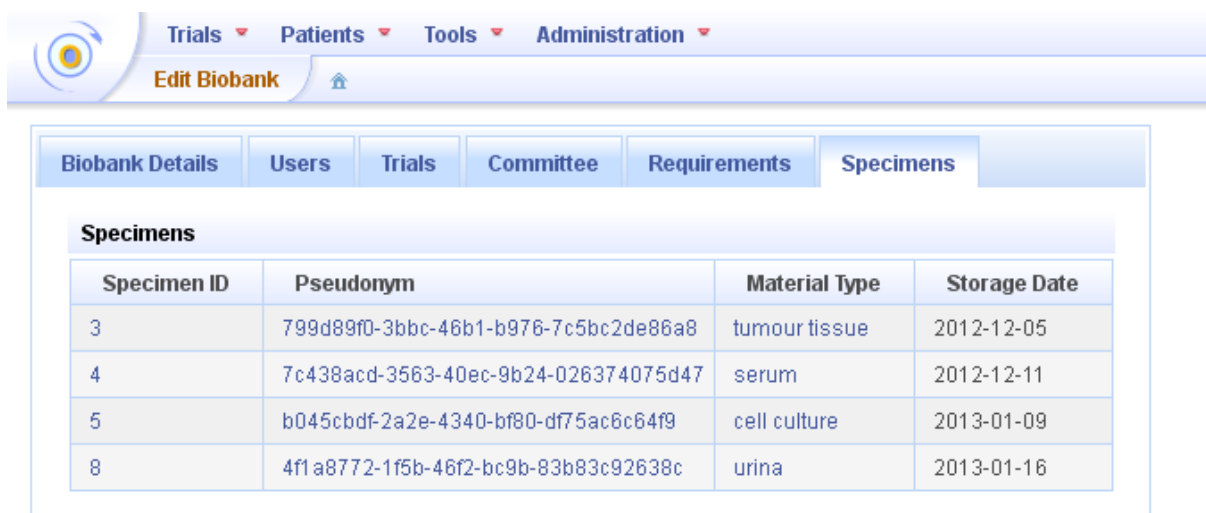 Trials Patients Tools Administration
Edit Biobank
Biobank Details Users Trials Committee Requirements Specimens
Specimens
Specimen ID Pseudonym Material Type Storage Date
3 799d89f0-3bbc-46b1-b976-7c5bc2de86a8 tumour tissue 2012-12-05
4 7c438acd-3563-40ec-9b24-026374075d47 serum 2012-12-11
5 b045cbdf-2a2e-4340-bf80-df75ac6c64f9 cell culture 2013-01-09
8 4f1a8772-1f5b-46f2-bc9b-83b83c92638c urina 2013-01-16